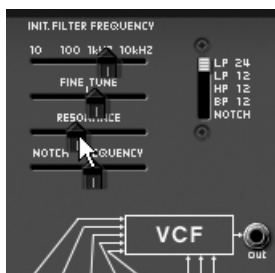 INIT.FILTER FREQUENCY
10 100 1kHz 10kHz
FINE TUNE
RESONANCE
NOTCH FREQUENCY
LP 24
LP 12
HP 12
BP 12
NOTCH
VCF
Out